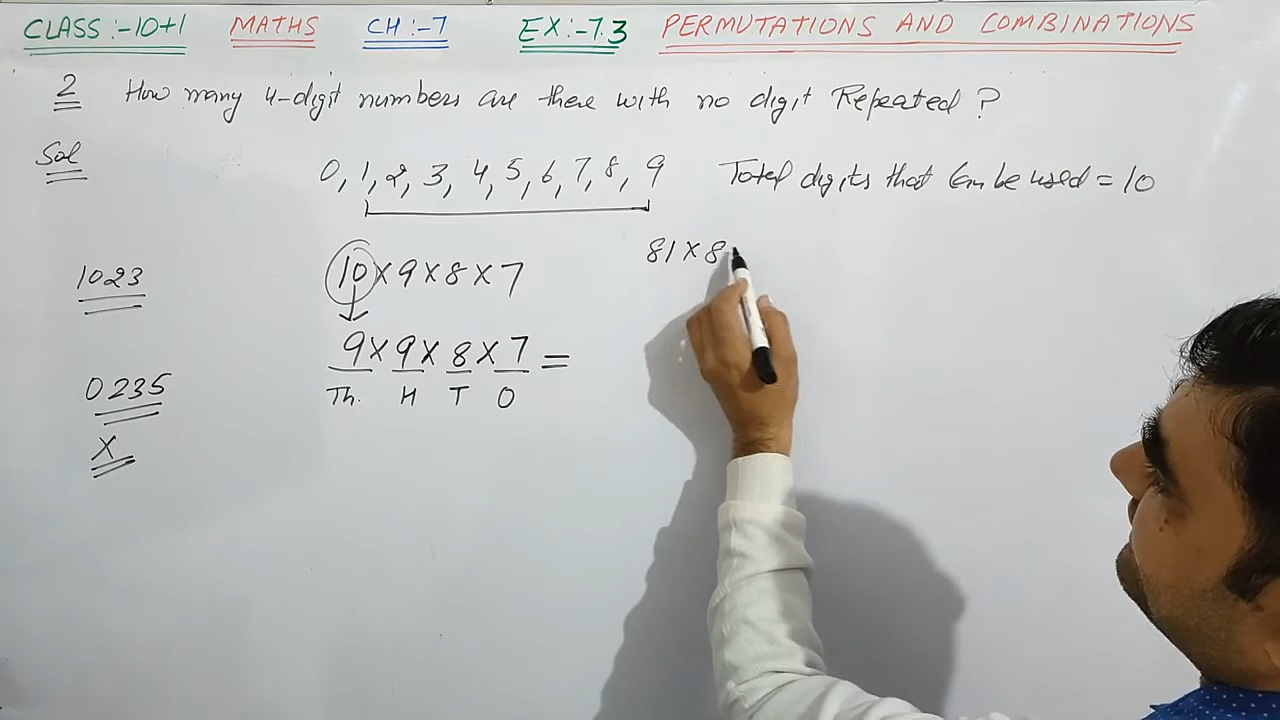 CLASS:-10+1 MATHS CH:-7 EX:-7.3 PERMUTATIONS AND COMBINATIONS
2 How many 4-digit numbers are there with no digit Repeated?
Sol
0, 1, 2, 3, 4, 5, 6, 7, 8, 9 Total digits that can be used = 10
81×8
1023 10×9×8×7
9×9×8×7 =
0235 Th. H T O
X